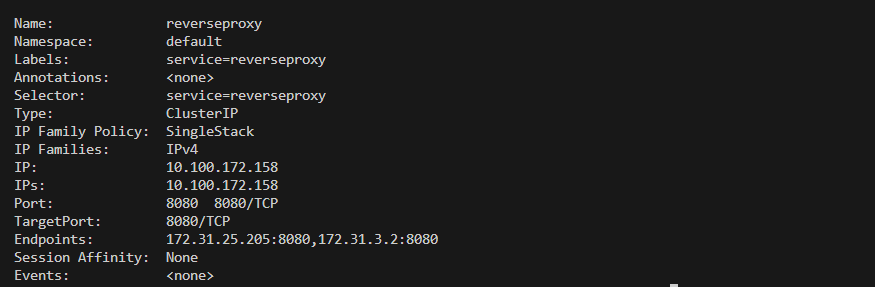 Name:              reverseproxy
Namespace:         default
Labels:            service=reverseproxy
Annotations:       <none>
Selector:          service=reverseproxy
Type:              ClusterIP
IP Family Policy:  SingleStack
IP Families:       IPv4
IP:                10.100.172.158
IPs:               10.100.172.158
Port:              8080  8080/TCP
TargetPort:        8080/TCP
Endpoints:         172.31.25.205:8080,172.31.3.2:8080
Session Affinity:  None
Events:            <none>